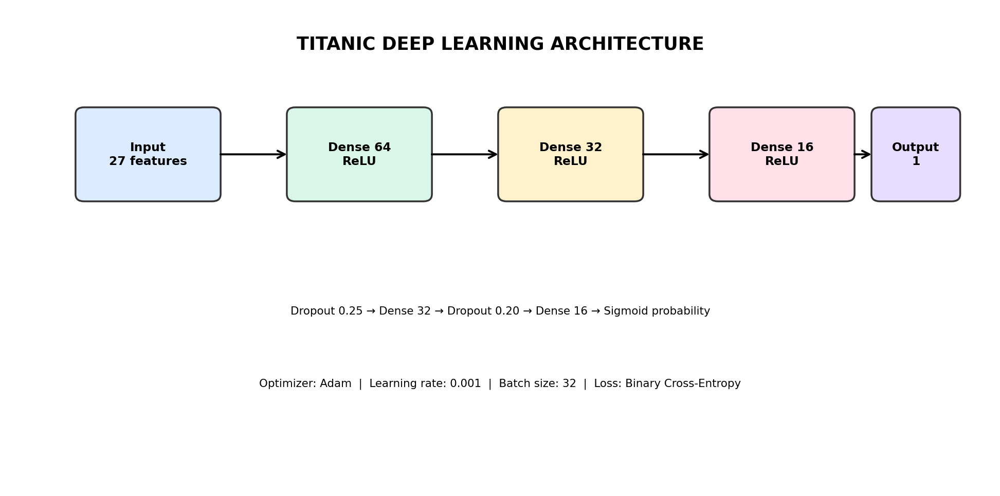 TITANIC DEEP LEARNING ARCHITECTURE
Input
27 features
Dense 64
ReLU
Dense 32
ReLU
Dense 16
ReLU
Output
1
Dropout 0.25 → Dense 32 → Dropout 0.20 → Dense 16 → Sigmoid probability
Optimizer: Adam | Learning rate: 0.001 | Batch size: 32 | Loss: Binary Cross-Entropy